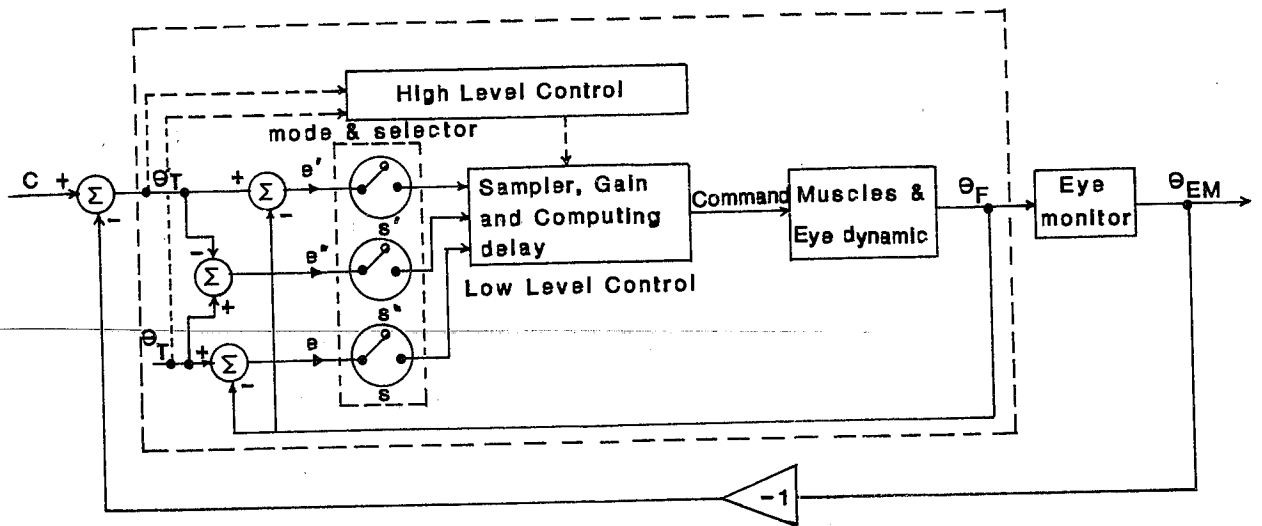 High Level Control
mode & selector
C + Σ - θ'T
+ Σ - e'
s'
- Σ + e"
s"
θT + Σ - e
s
Sampler, Gain
and Computing
delay
Low Level Control
Command
Muscles &
Eye dynamic
θF
Eye
monitor
θEM
-1